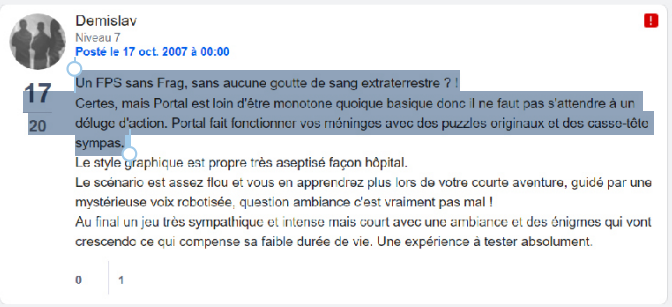 Demislav
Niveau 7
Posté le 17 oct. 2007 à 00:00
17
20
Un FPS sans Frag, sans aucune goutte de sang extraterrestre ? !
Certes, mais Portal est loin d'être monotone quoique basique donc il ne faut pas s'attendre à un
déluge d'action. Portal fait fonctionner vos méninges avec des puzzles originaux et des casse-tête
sympas.
Le style graphique est propre très aseptisé façon hôpital.
Le scénario est assez flou et vous en apprendrez plus lors de votre courte aventure, guidé par une
mystérieuse voix robotisée, question ambiance c'est vraiment pas mal !
Au final un jeu très sympathique et intense mais court avec une ambiance et des énigmes qui vont
crescendo ce qui compense sa faible durée de vie. Une expérience à tester absolument.
0 1